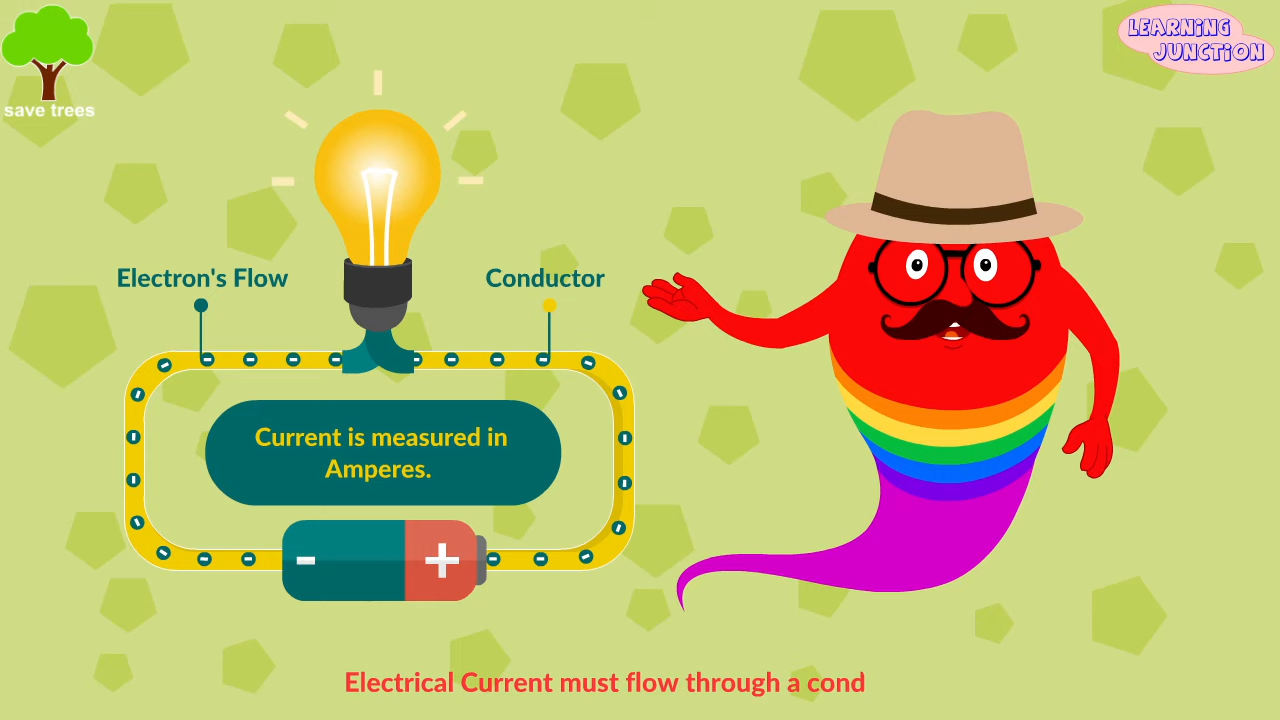 LEARNING
JUNCTION
save trees
Electron's Flow
Conductor
Current is measured in
Amperes.
- +
Electrical Current must flow through a cond